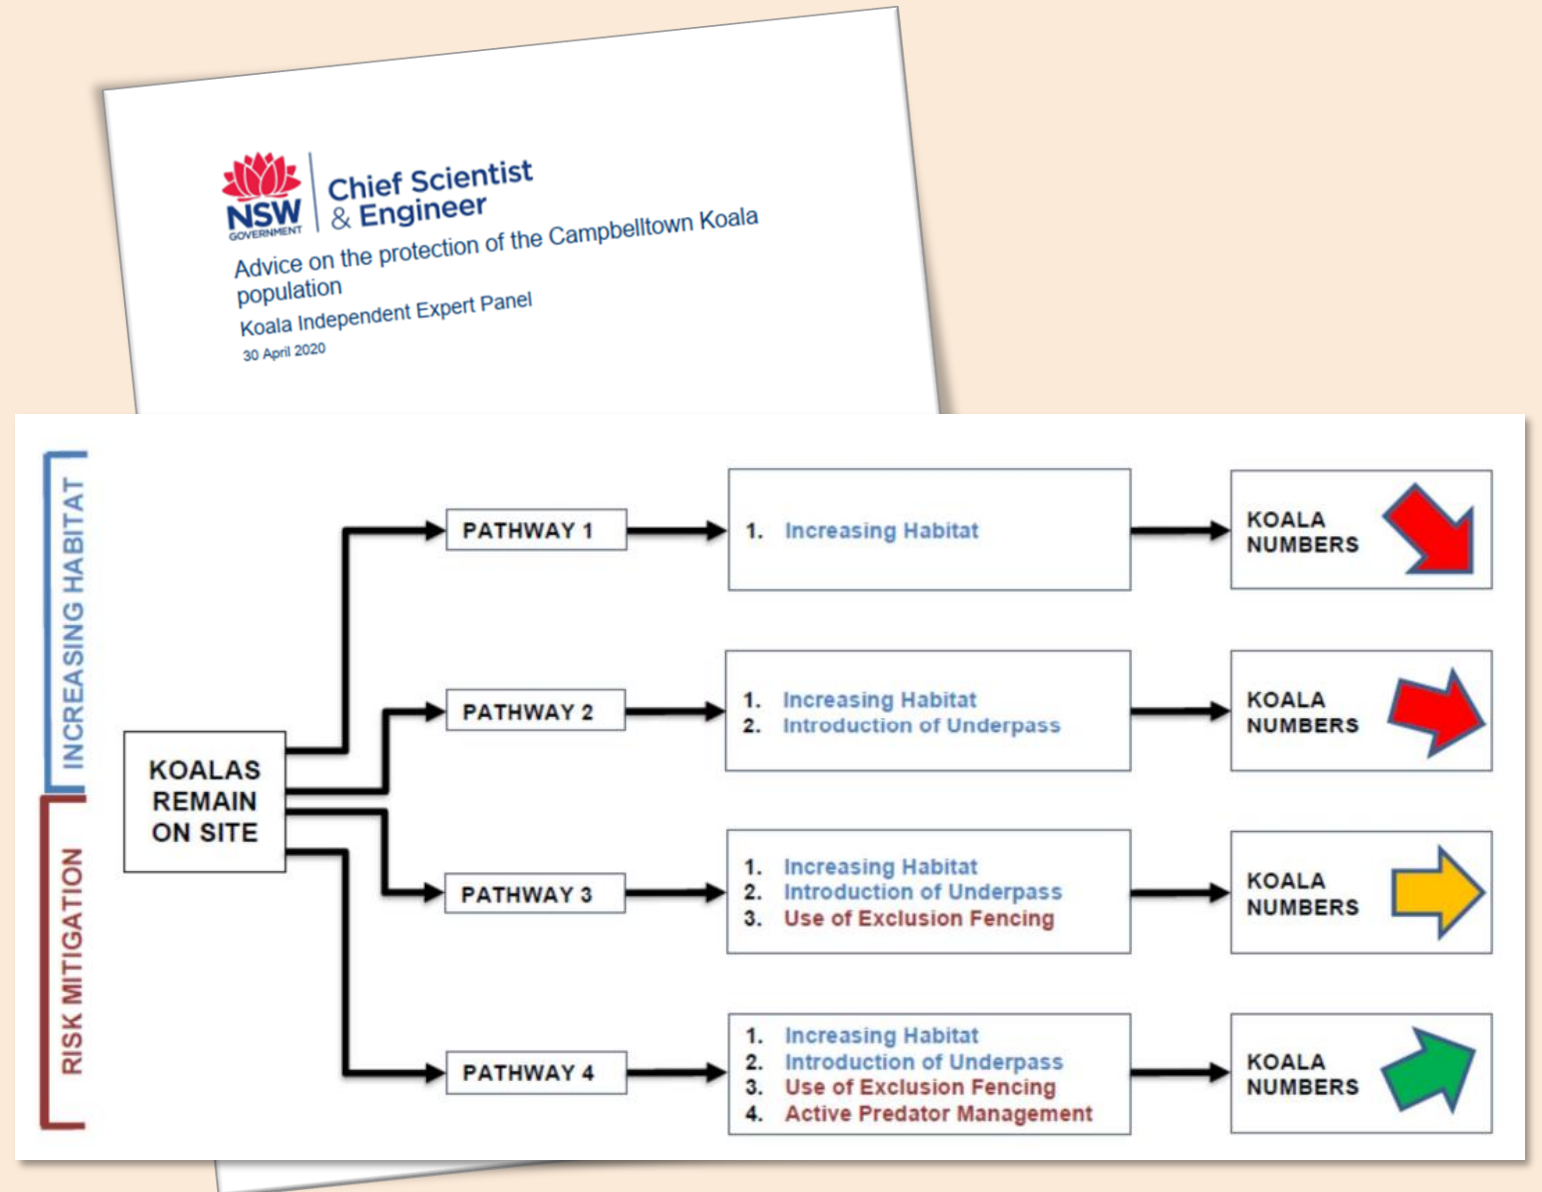 NSW
GOVERNMENT
Chief Scientist
& Engineer
Advice on the protection of the Campbelltown Koala
population
Koala Independent Expert Panel
30 April 2020
INCREASING HABITAT
RISK MITIGATION
KOALAS
REMAIN
ON SITE
PATHWAY 1
1. Increasing Habitat
KOALA
NUMBERS
PATHWAY 2
1. Increasing Habitat
2. Introduction of Underpass
KOALA
NUMBERS
PATHWAY 3
1. Increasing Habitat
2. Introduction of Underpass
3. Use of Exclusion Fencing
KOALA
NUMBERS
PATHWAY 4
1. Increasing Habitat
2. Introduction of Underpass
3. Use of Exclusion Fencing
4. Active Predator Management
KOALA
NUMBERS